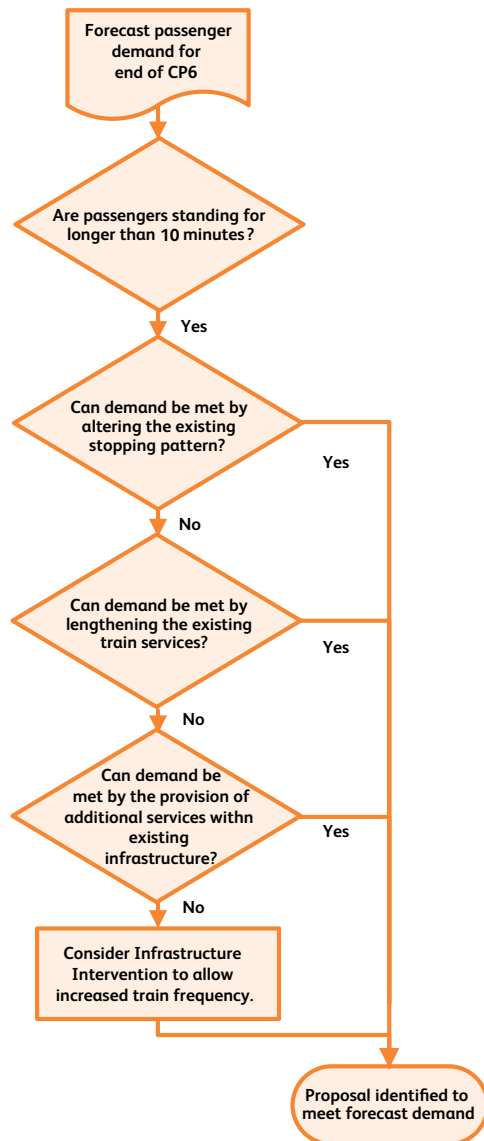 Forecast passenger
demand for
end of CP6
Are passengers standing for
longer than 10 minutes?
Yes
Can demand be met by
altering the existing
stopping pattern?
Yes
No
Can demand be met by
lengthening the existing
train services?
Yes
No
Can demand be
met by the provision of
additional services withn
existing
infrastructure?
Yes
No
Consider Infrastructure
Intervention to allow
increased train frequency.
Proposal identified to
meet forecast demand